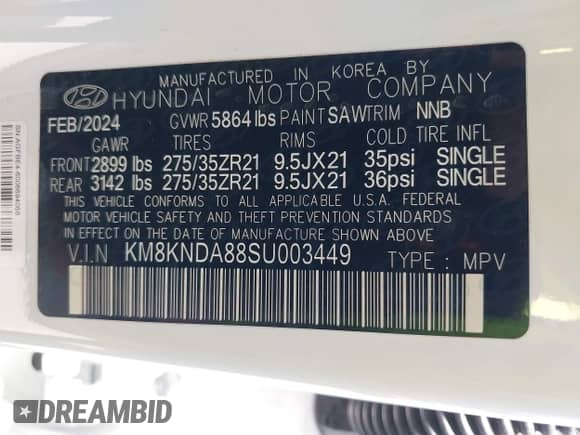 MANUFACTURED IN KOREA BY
HYUNDAI MOTOR COMPANY
FEB/2024 GVWR 5864 lbs PAINT SAW TRIM NNB
GAWR TIRES RIMS COLD TIRE INFL
FRONT 2899 lbs 275/35ZR21 9.5JX21 35psi SINGLE
REAR 3142 lbs 275/35ZR21 9.5JX21 36psi SINGLE
THIS VEHICLE CONFORMS TO ALL APPLICABLE U.S.A. FEDERAL
MOTOR VEHICLE SAFETY AND THEFT PREVENTION STANDARDS
IN EFFECT ON THE DATE OF MANUFACTURE SHOWN ABOVE.
V.I.N KM8KNDA88SU003449 TYPE : MPV
DREAMBID